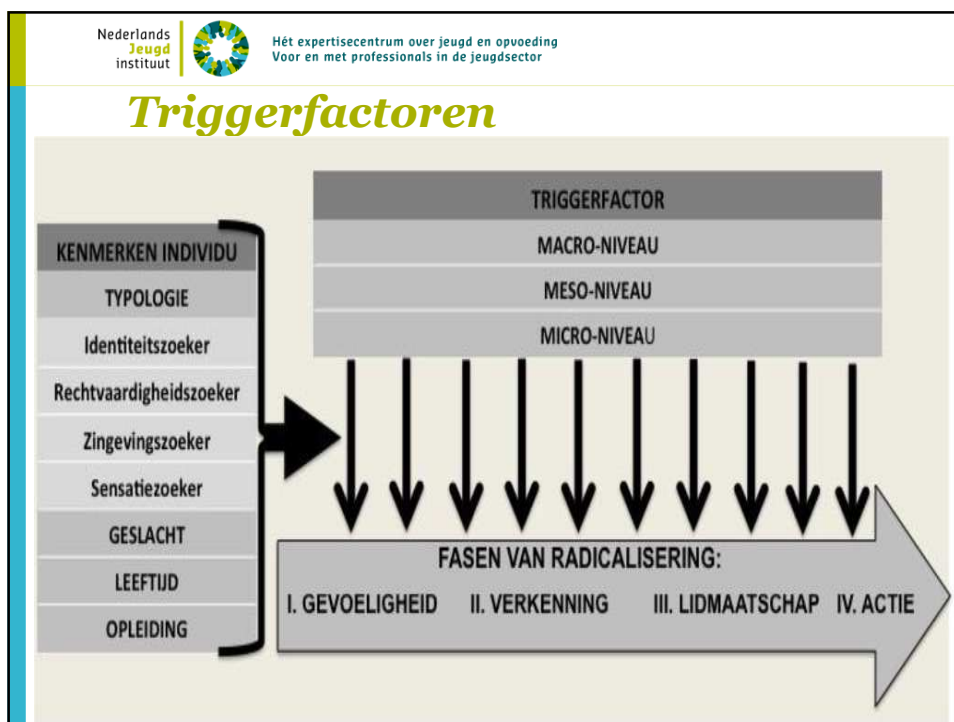 Nederlands
Jeugd
instituut
Hét expertisecentrum over jeugd en opvoeding
Voor en met professionals in de jeugdsector
Triggerfactoren
KENMERKEN INDIVIDU
TYPOLOGIE
Identiteitszoeker
Rechtvaardigheidszoeker
Zingevingszoeker
Sensatiezoeker
GESLACHT
LEEFTIJD
OPLEIDING
TRIGGERFACTOR
MACRO-NIVEAU
MESO-NIVEAU
MICRO-NIVEAU
FASEN VAN RADICALISERING:
I. GEVOELIGHEID II. VERKENNING III. LIDMAATSCHAP IV. ACTIE